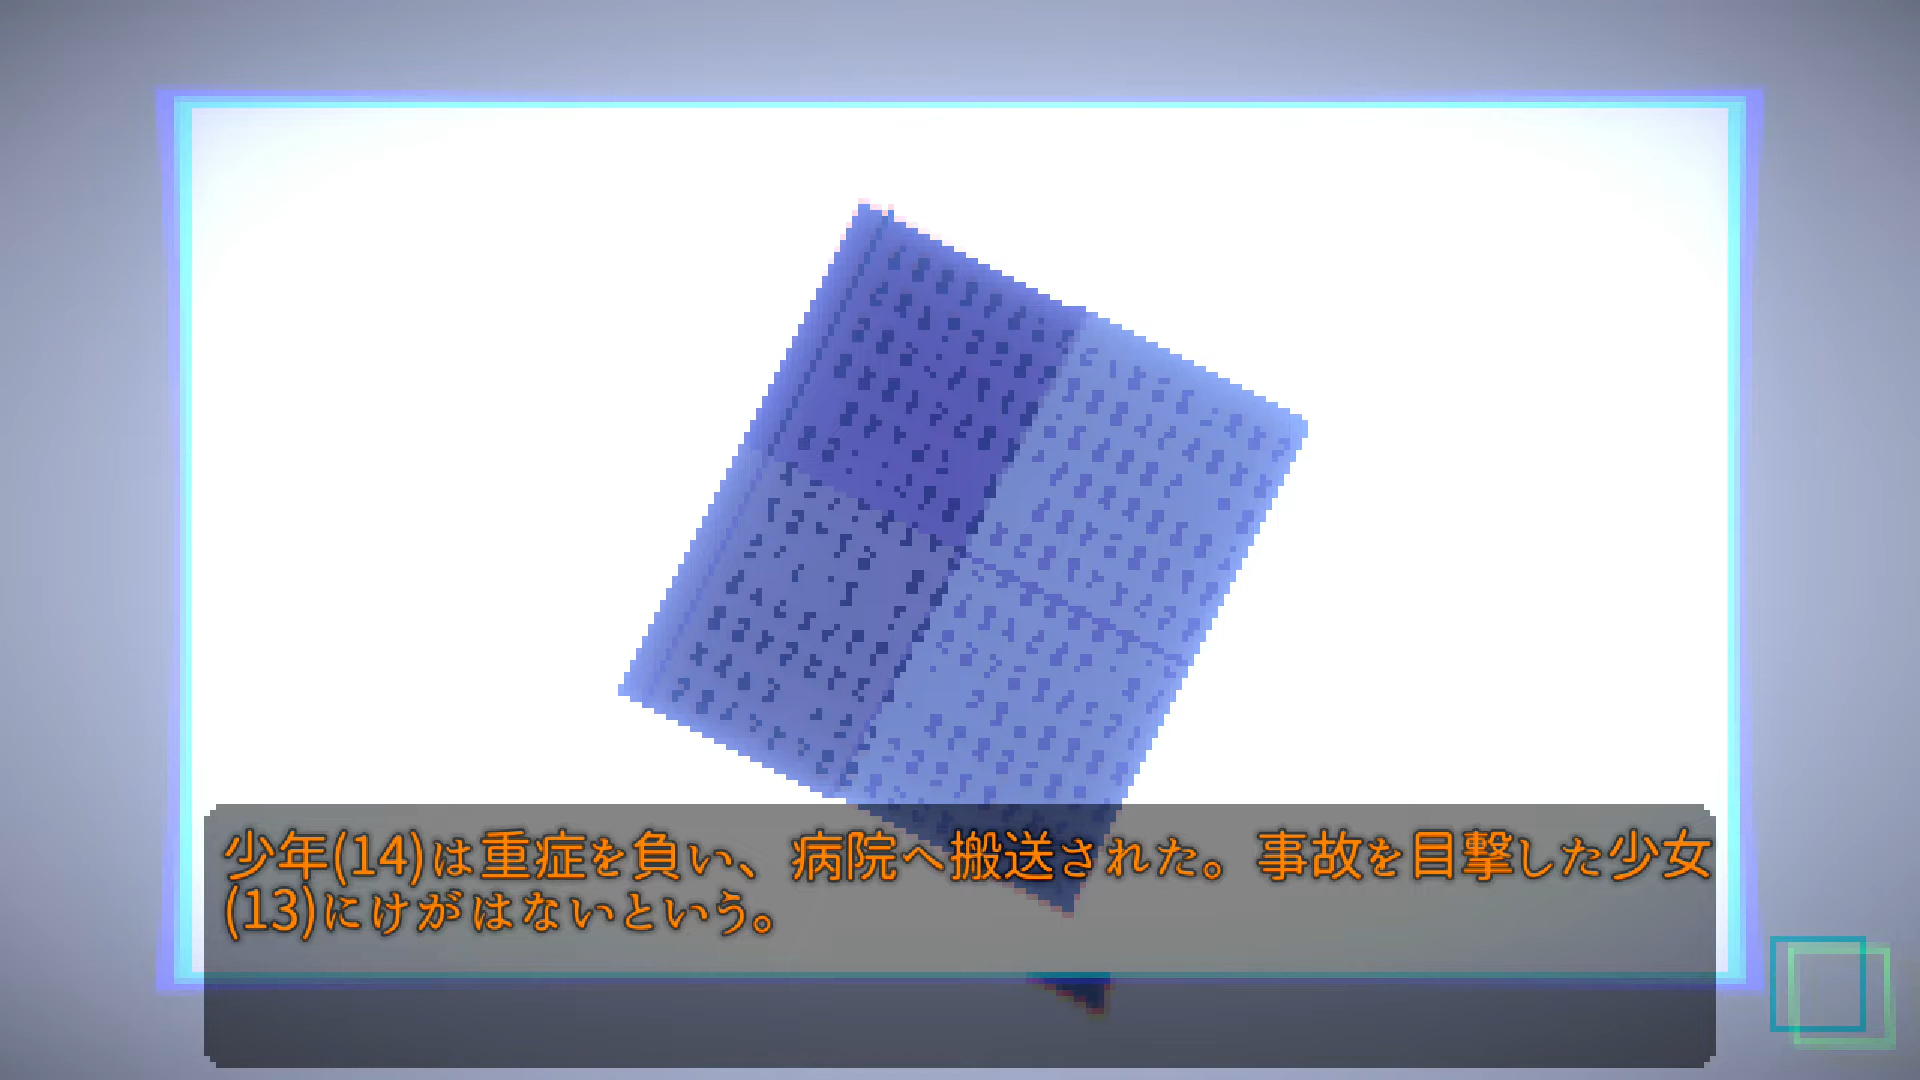 少年(14)は重症を負い、病院へ搬送された。事故を目撃した少女
(13)にけがはないという。